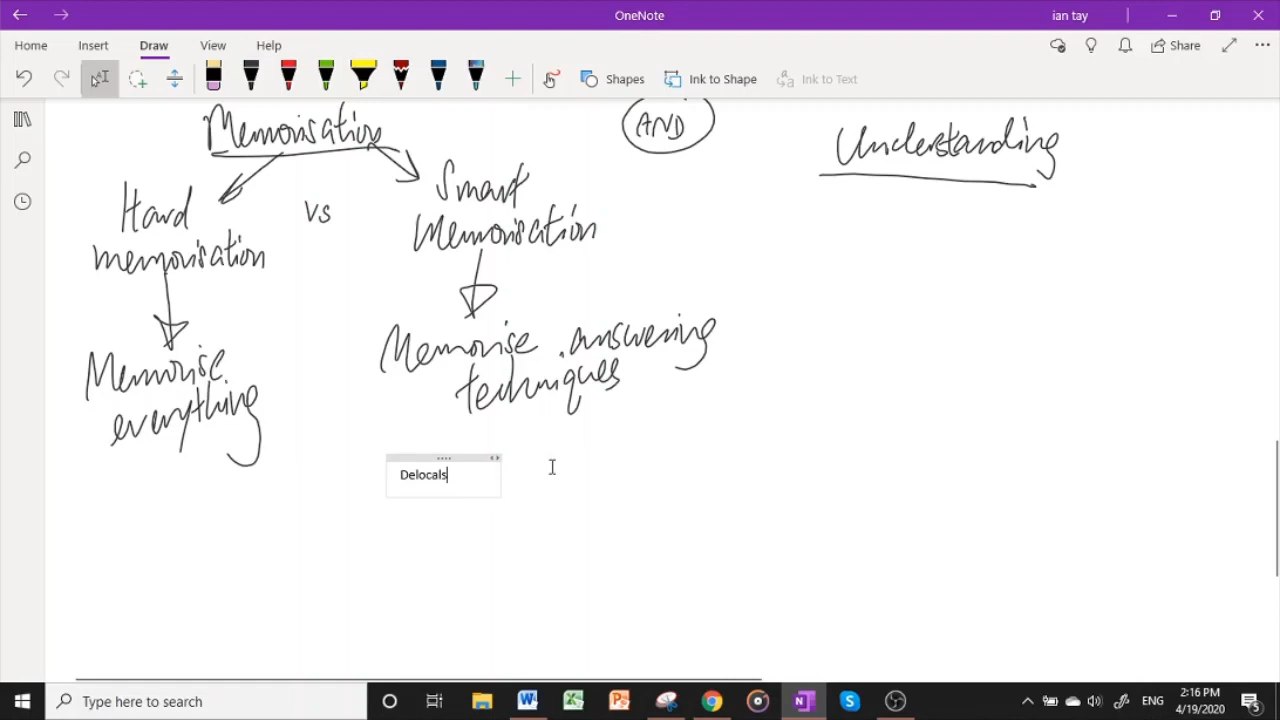 OneNote
ian tay
Home
Insert
Draw
View
Help
Share
Shapes
Ink to Shape
Ink to Text
Memorisation
AND
Understanding
Hard
memorisation
vs
Smart
Memorisation
Memorise
everything
Memorise answering
techniques
Delocals
Type here to search
ENG
2:16 PM
4/19/2020
5